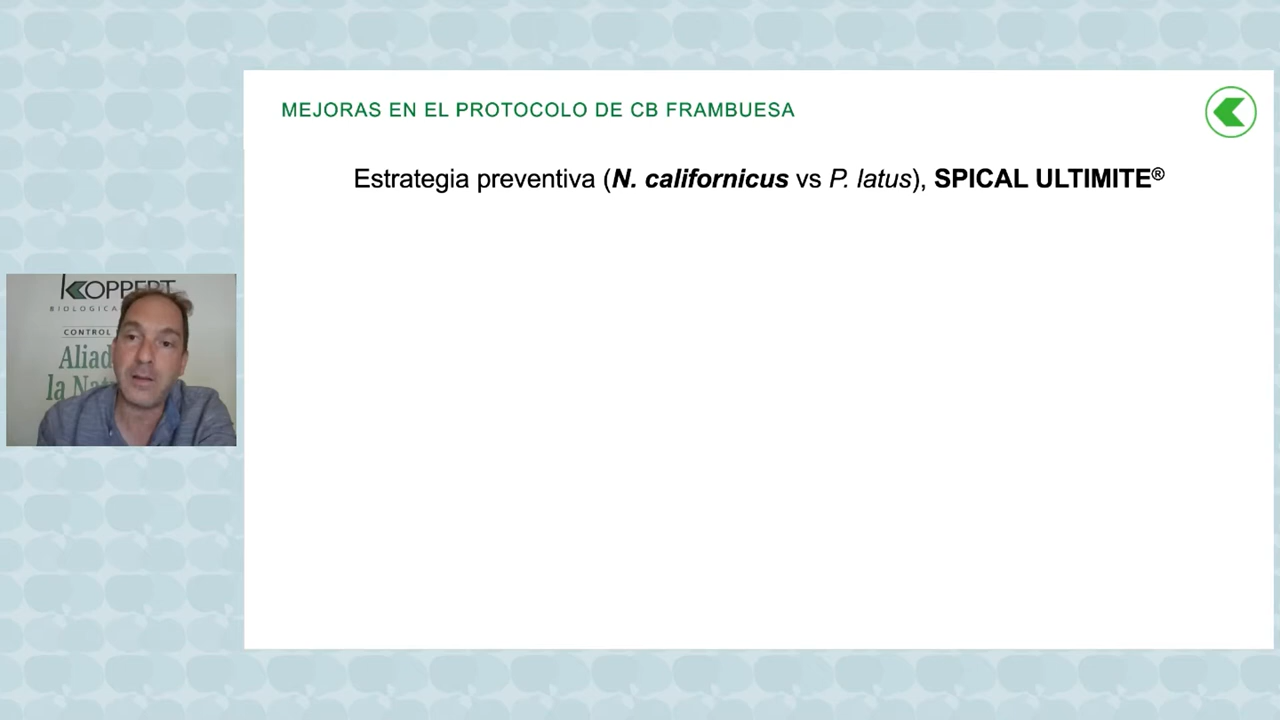 MEJORAS EN EL PROTOCOLO DE CB FRAMBUESA
Estrategia preventiva (N. californicus vs P. latus), SPICAL ULTIMITE®
KOPPERT
BIOLOGICA
CONTROL
Aliad
la Nat